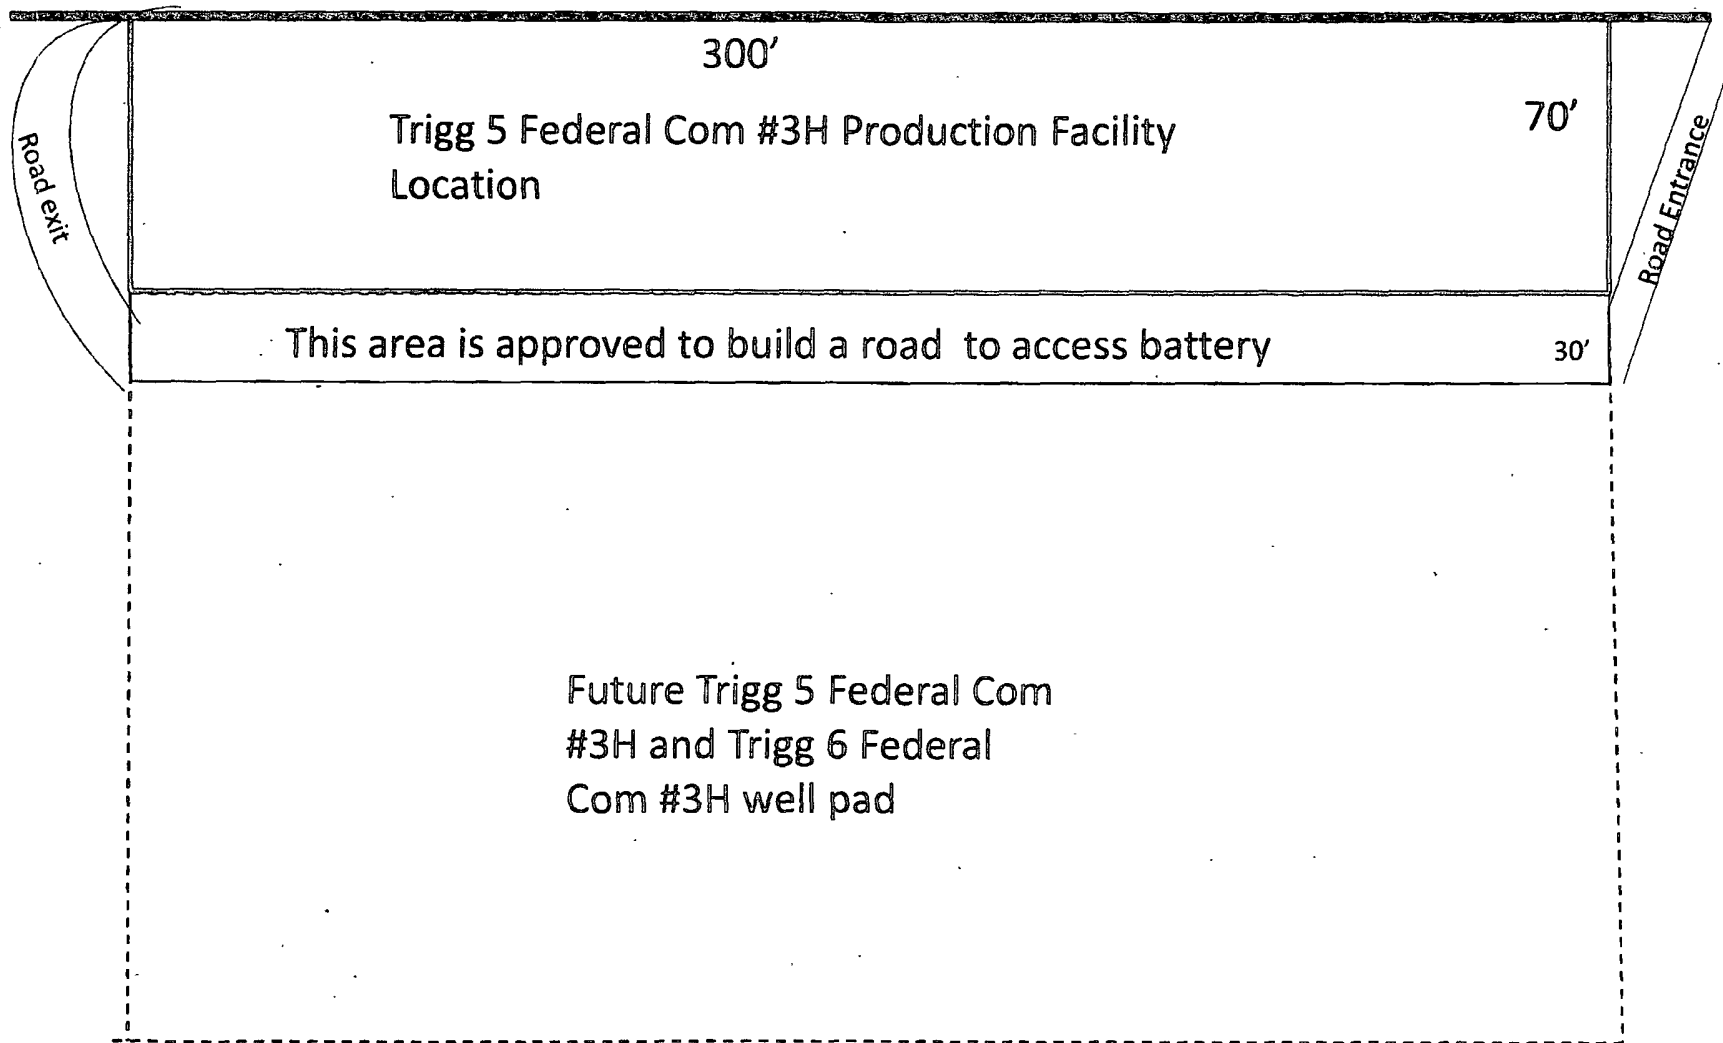 300'
Trigg 5 Federal Com #3H Production Facility
Location
70'
Road exit
Road Entrance
This area is approved to build a road to access battery
30'
Future Trigg 5 Federal Com
#3H and Trigg 6 Federal
Com #3H well pad